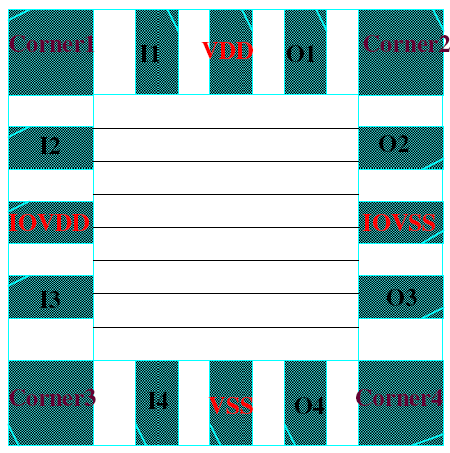 Corner1 I1 VDD O1 Corner2
I2 O2
IOVDD IOVSS
I3 O3
Corner3 I4 VSS O4 Corner4